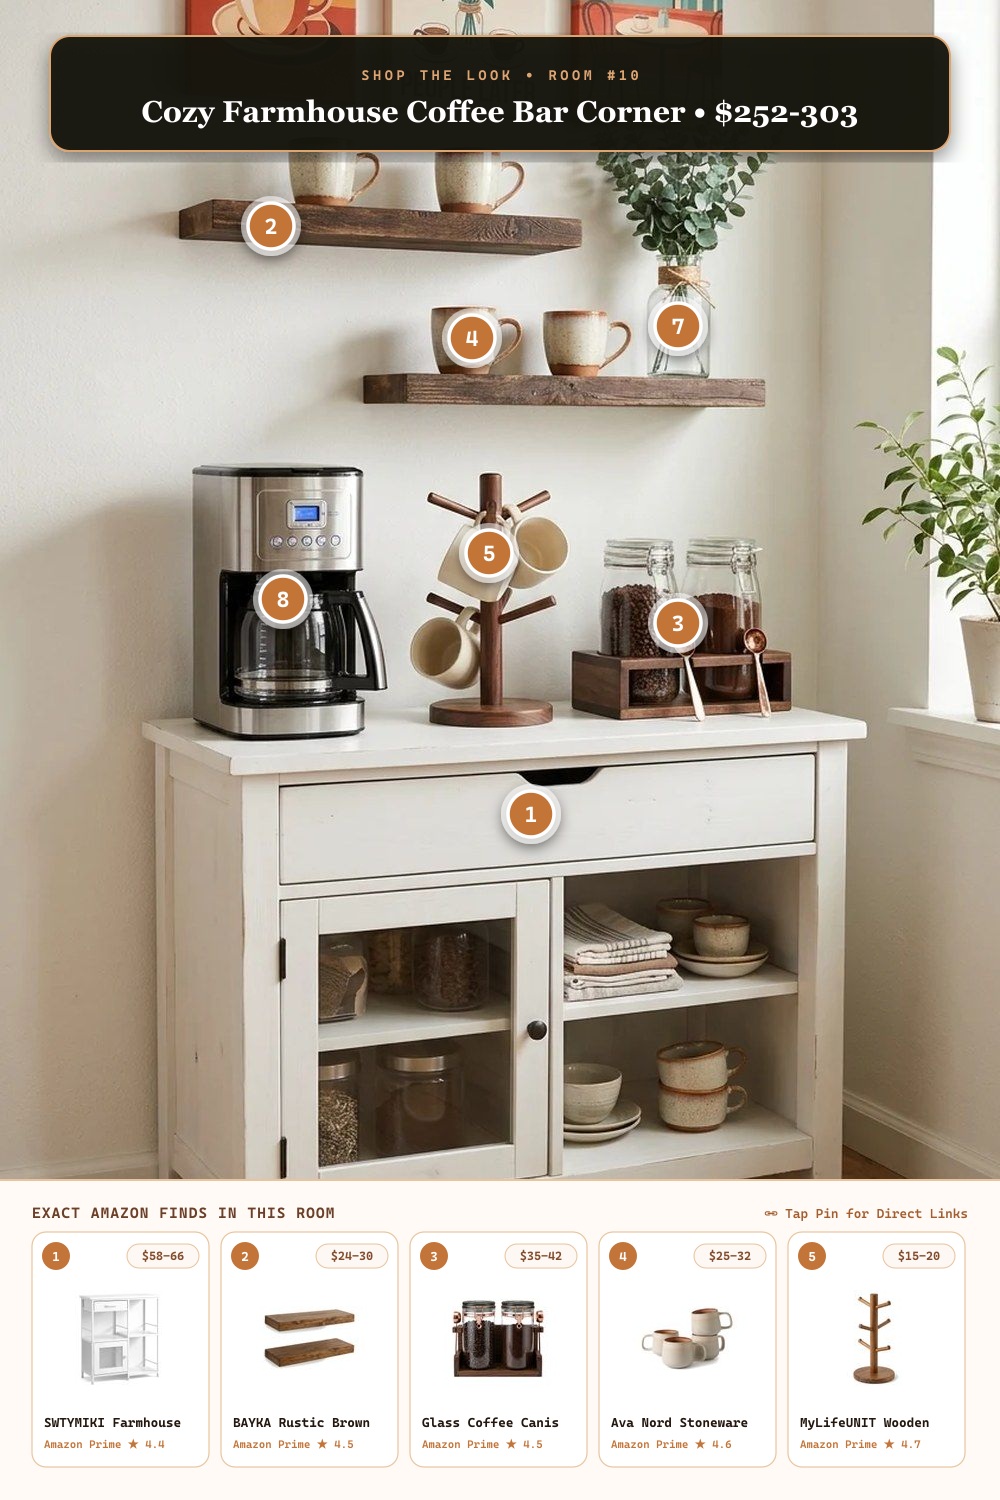 SHOP THE LOOK • ROOM #10
Cozy Farmhouse Coffee Bar Corner • $252-303
2
4
7
5
8
3
1
EXACT AMAZON FINDS IN THIS ROOM
Tap Pin for Direct Links
1
$58–66
SWTYMIKI Farmhouse
Amazon Prime ★ 4.4
2
$24–30
BAYKA Rustic Brown
Amazon Prime ★ 4.5
3
$35–42
Glass Coffee Canis
Amazon Prime ★ 4.5
4
$25–32
Ava Nord Stoneware
Amazon Prime ★ 4.6
5
$15–20
MyLifeUNIT Wooden
Amazon Prime ★ 4.7